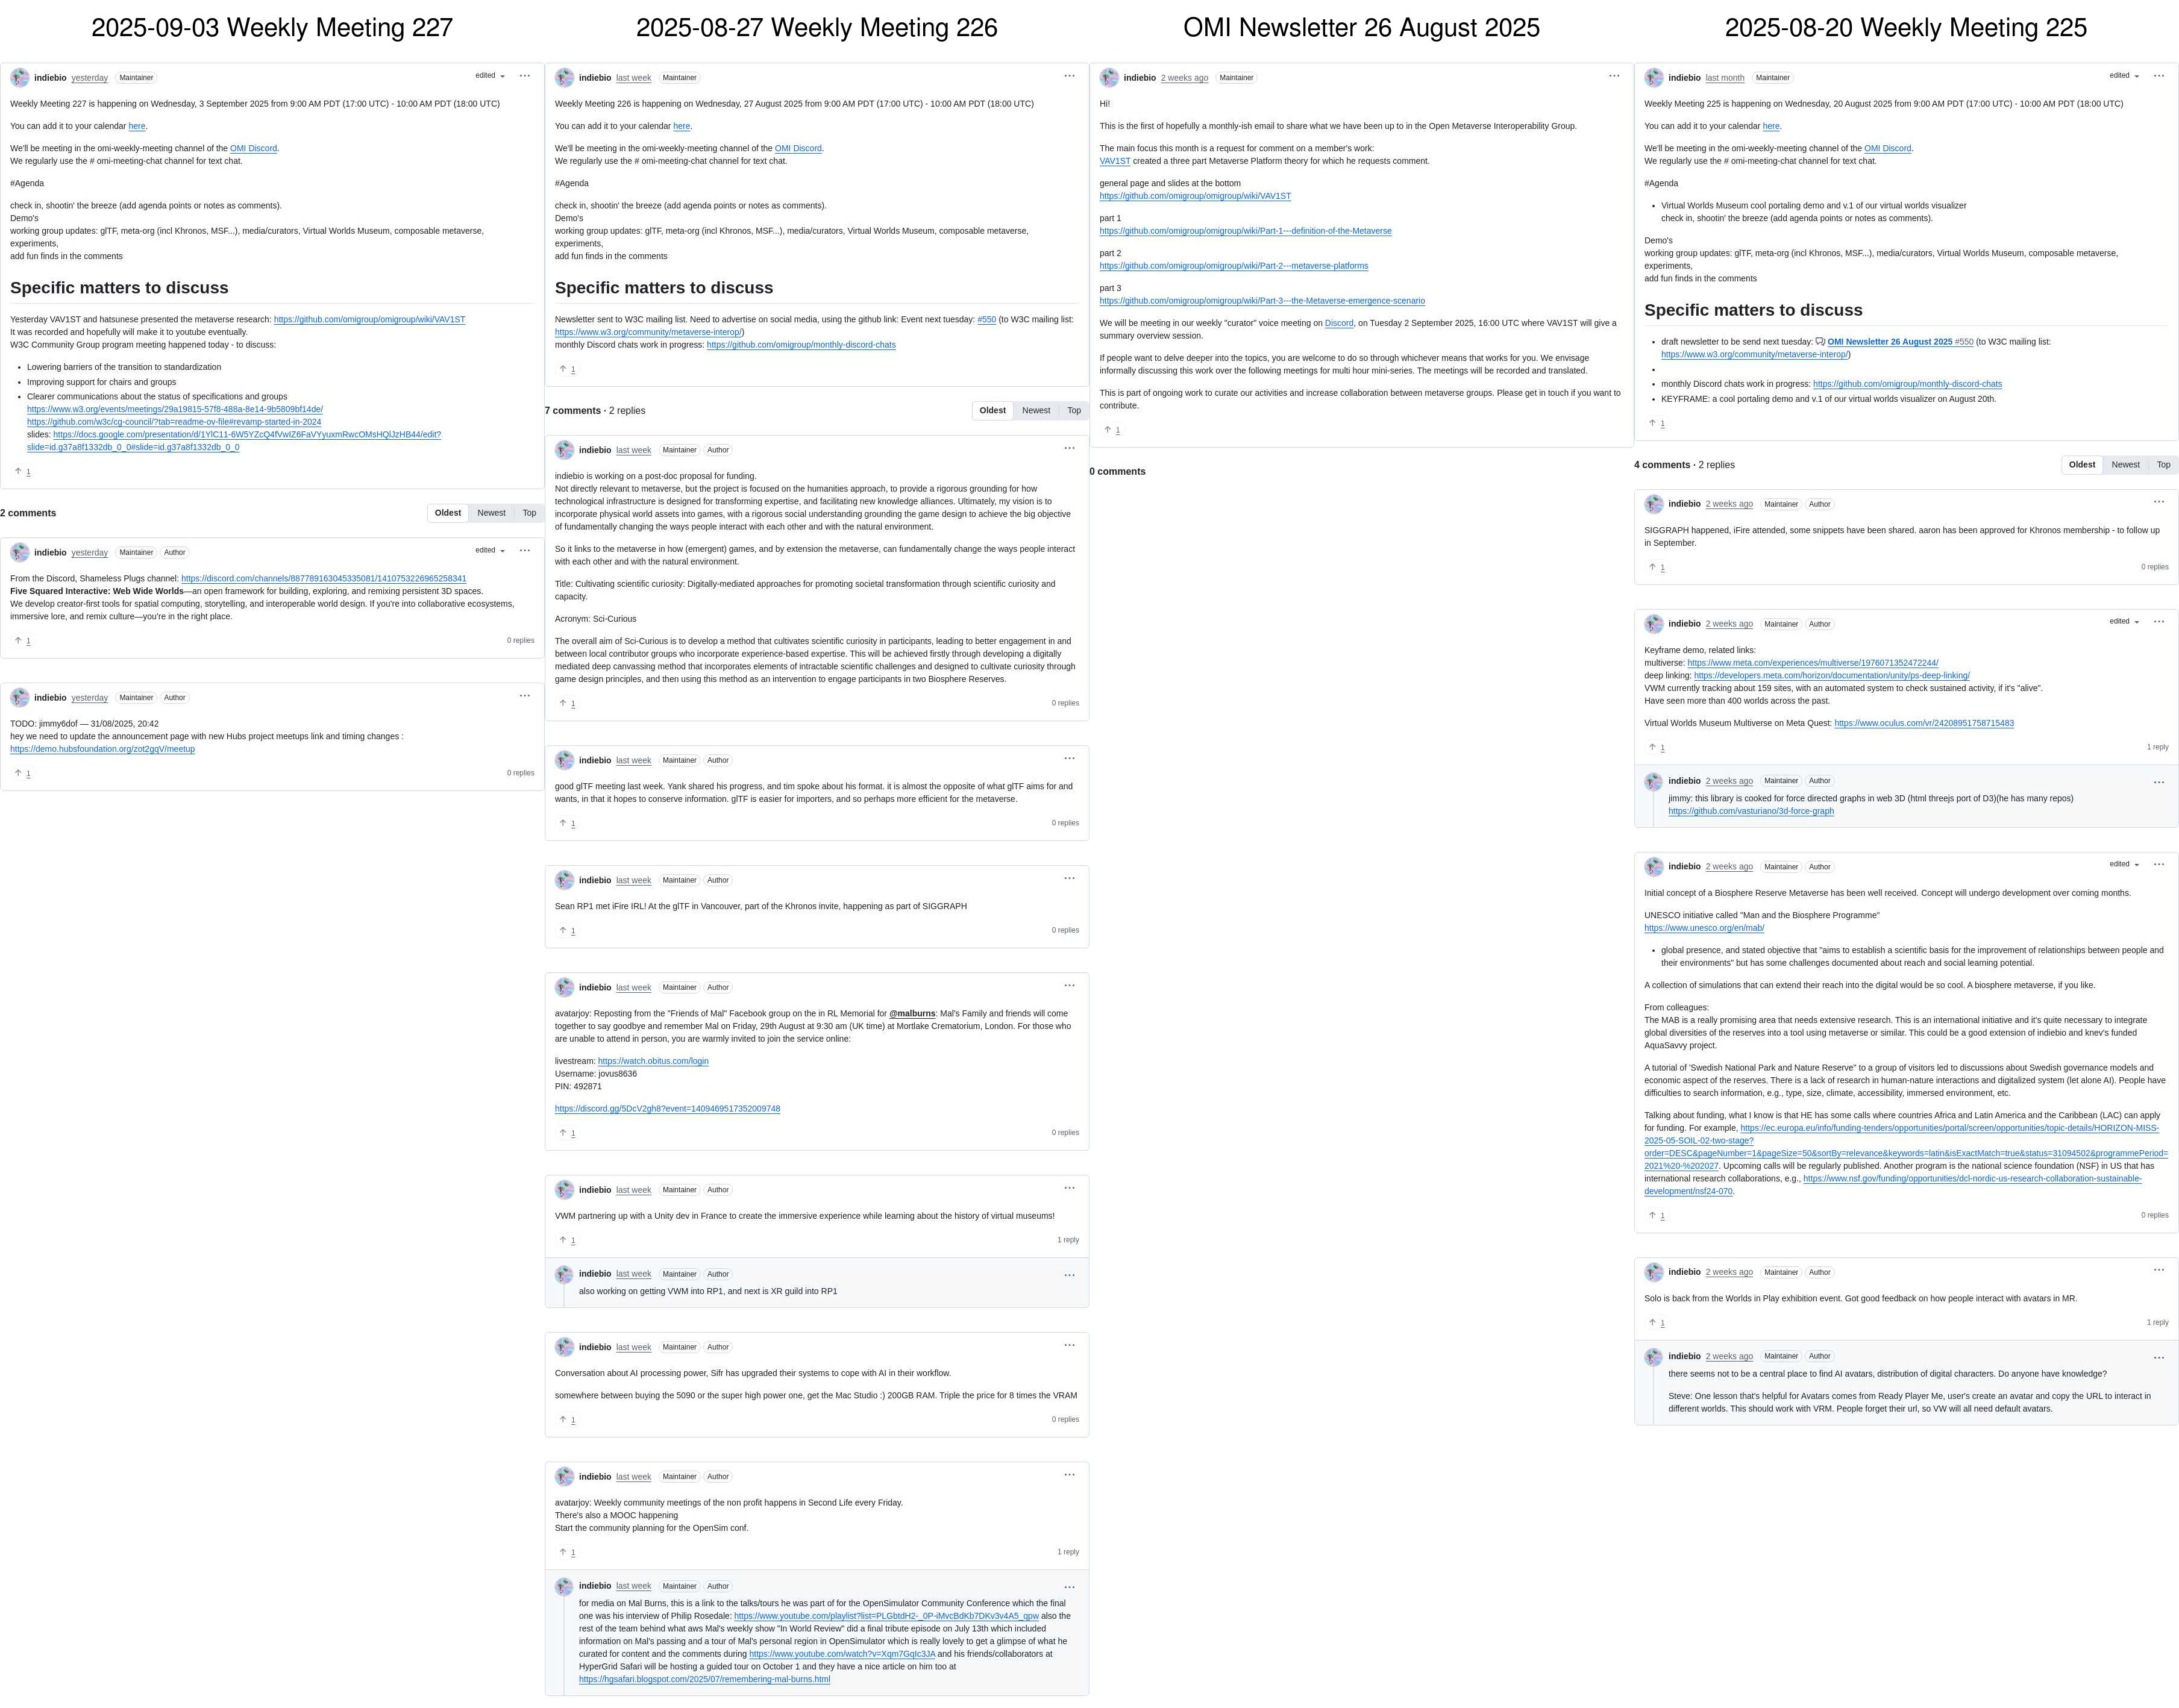 2025-09-03 Weekly Meeting 227
indiebio yesterday Maintainer
edited
Weekly Meeting 227 is happening on Wednesday, 3 September 2025 from 9:00 AM PDT (17:00 UTC) - 10:00 AM PDT (18:00 UTC)
You can add it to your calendar here.
We'll be meeting in the omi-weekly-meeting channel of the OMI Discord.
We regularly use the # omi-meeting-chat channel for text chat.
#Agenda
check in, shootin' the breeze (add agenda points or notes as comments).
Demo's
working group updates: glTF, meta-org (incl Khronos, MSF...), media/curators, Virtual Worlds Museum, composable metaverse,
experiments,
add fun finds in the comments
Specific matters to discuss
Yesterday VAV1ST and hatsunese presented the metaverse research: https://github.com/omigroup/omigroup/wiki/VAV1ST
It was recorded and hopefully will make it to youtube eventually.
W3C Community Group program meeting happened today - to discuss:
• Lowering barriers of the transition to standardization
• Improving support for chairs and groups
• Clearer communications about the status of specifications and groups
https://www.w3.org/events/meetings/29a19815-57f8-488a-8e14-9b5809bf14de/
https://github.com/w3c/cg-council/?tab=readme-ov-file#revamp-started-in-2024
slides: https://docs.google.com/presentation/d/1YlC11-6W5YZcQ4fVwIZ6FaVYyuxmRwcOMsHQlJzHB44/edit?
slide=id.g37a8f1332db_0_0#slide=id.g37a8f1332db_0_0
1
2 comments
Oldest Newest Top
indiebio yesterday Maintainer Author
edited
From the Discord, Shameless Plugs channel: https://discord.com/channels/887789163045335081/1410753226965258341
Five Squared Interactive: Web Wide Worlds—an open framework for building, exploring, and remixing persistent 3D spaces.
We develop creator-first tools for spatial computing, storytelling, and interoperable world design. If you're into collaborative ecosystems,
immersive lore, and remix culture—you're in the right place.
1
0 replies
indiebio yesterday Maintainer Author
TODO: jimmy6dof — 31/08/2025, 20:42
hey we need to update the announcement page with new Hubs project meetups link and timing changes :
https://demo.hubsfoundation.org/zot2gqV/meetup
1
0 replies
2025-08-27 Weekly Meeting 226
indiebio last week Maintainer
Weekly Meeting 226 is happening on Wednesday, 27 August 2025 from 9:00 AM PDT (17:00 UTC) - 10:00 AM PDT (18:00 UTC)
You can add it to your calendar here.
We'll be meeting in the omi-weekly-meeting channel of the OMI Discord.
We regularly use the # omi-meeting-chat channel for text chat.
#Agenda
check in, shootin' the breeze (add agenda points or notes as comments).
Demo's
working group updates: glTF, meta-org (incl Khronos, MSF...), media/curators, Virtual Worlds Museum, composable metaverse,
experiments,
add fun finds in the comments
Specific matters to discuss
Newsletter sent to W3C mailing list. Need to advertise on social media, using the github link: Event next tuesday: #550 (to W3C mailing list:
https://www.w3.org/community/metaverse-interop/)
monthly Discord chats work in progress: https://github.com/omigroup/monthly-discord-chats
1
7 comments · 2 replies
Oldest Newest Top
indiebio last week Maintainer Author
indiebio is working on a post-doc proposal for funding.
Not directly relevant to metaverse, but the project is focused on the humanities approach, to provide a rigorous grounding for how
technological infrastructure is designed for transforming expertise, and facilitating new knowledge alliances. Ultimately, my vision is to
incorporate physical world assets into games, with a rigorous social understanding grounding the game design to achieve the big objective
of fundamentally changing the ways people interact with each other and with the natural environment.
So it links to the metaverse in how (emergent) games, and by extension the metaverse, can fundamentally change the ways people interact
with each other and with the natural environment.
Title: Cultivating scientific curiosity: Digitally-mediated approaches for promoting societal transformation through scientific curiosity and
capacity.
Acronym: Sci-Curious
The overall aim of Sci-Curious is to develop a method that cultivates scientific curiosity in participants, leading to better engagement in and
between local contributor groups who incorporate experience-based expertise. This will be achieved firstly through developing a digitally
mediated deep canvassing method that incorporates elements of intractable scientific challenges and designed to cultivate curiosity through
game design principles, and then using this method as an intervention to engage participants in two Biosphere Reserves.
1
0 replies
indiebio last week Maintainer Author
good glTF meeting last week. Yank shared his progress, and tim spoke about his format. it is almost the opposite of what glTF aims for and
wants, in that it hopes to conserve information. glTF is easier for importers, and so perhaps more efficient for the metaverse.
1
0 replies
indiebio last week Maintainer Author
Sean RP1 met iFire IRL! At the glTF in Vancouver, part of the Khronos invite, happening as part of SIGGRAPH
1
0 replies
indiebio last week Maintainer Author
avatarjoy: Reposting from the "Friends of Mal" Facebook group on the in RL Memorial for @malburns: Mal's Family and friends will come
together to say goodbye and remember Mal on Friday, 29th August at 9:30 am (UK time) at Mortlake Crematorium, London. For those who
are unable to attend in person, you are warmly invited to join the service online:
livestream: https://watch.obitus.com/login
Username: jovus8636
PIN: 492871
https://discord.gg/5DcV2gh8?event=1409469517352009748
1
0 replies
indiebio last week Maintainer Author
VWM partnering up with a Unity dev in France to create the immersive experience while learning about the history of virtual museums!
1
1 reply
indiebio last week Maintainer Author
also working on getting VWM into RP1, and next is XR guild into RP1
indiebio last week Maintainer Author
Conversation about AI processing power, Sifr has upgraded their systems to cope with AI in their workflow.
somewhere between buying the 5090 or the super high power one, get the Mac Studio :) 200GB RAM. Triple the price for 8 times the VRAM
1
0 replies
indiebio last week Maintainer Author
avatarjoy: Weekly community meetings of the non profit happens in Second Life every Friday.
There's also a MOOC happening
Start the community planning for the OpenSim conf.
1
1 reply
indiebio last week Maintainer Author
for media on Mal Burns, this is a link to the talks/tours he was part of for the OpenSimulator Community Conference which the final
one was his interview of Philip Rosedale: https://www.youtube.com/playlist?list=PLGbtdH2-_0P-iMvcBdKb7DKv3v4A5_qpw also the
rest of the team behind what aws Mal's weekly show "In World Review" did a final tribute episode on July 13th which included
information on Mal's passing and a tour of Mal's personal region in OpenSimulator which is really lovely to get a glimpse of what he
curated for content and the comments during https://www.youtube.com/watch?v=Xqm7GqIc3JA and his friends/collaborators at
HyperGrid Safari will be hosting a guided tour on October 1 and they have a nice article on him too at
https://hgsafari.blogspot.com/2025/07/remembering-mal-burns.html
OMI Newsletter 26 August 2025
indiebio 2 weeks ago Maintainer
Hi!
This is the first of hopefully a monthly-ish email to share what we have been up to in the Open Metaverse Interoperability Group.
The main focus this month is a request for comment on a member's work:
VAV1ST created a three part Metaverse Platform theory for which he requests comment.
general page and slides at the bottom
https://github.com/omigroup/omigroup/wiki/VAV1ST
part 1
https://github.com/omigroup/omigroup/wiki/Part-1---definition-of-the-Metaverse
part 2
https://github.com/omigroup/omigroup/wiki/Part-2---metaverse-platforms
part 3
https://github.com/omigroup/omigroup/wiki/Part-3---the-Metaverse-emergence-scenario
We will be meeting in our weekly "curator" voice meeting on Discord, on Tuesday 2 September 2025, 16:00 UTC where VAV1ST will give a
summary overview session.
If people want to delve deeper into the topics, you are welcome to do so through whichever means that works for you. We envisage
informally discussing this work over the following meetings for multi hour mini-series. The meetings will be recorded and translated.
This is part of ongoing work to curate our activities and increase collaboration between metaverse groups. Please get in touch if you want to
contribute.
1
0 comments
2025-08-20 Weekly Meeting 225
indiebio last month Maintainer
edited
Weekly Meeting 225 is happening on Wednesday, 20 August 2025 from 9:00 AM PDT (17:00 UTC) - 10:00 AM PDT (18:00 UTC)
You can add it to your calendar here.
We'll be meeting in the omi-weekly-meeting channel of the OMI Discord.
We regularly use the # omi-meeting-chat channel for text chat.
#Agenda
• Virtual Worlds Museum cool portaling demo and v.1 of our virtual worlds visualizer
check in, shootin' the breeze (add agenda points or notes as comments).
Demo's
working group updates: glTF, meta-org (incl Khronos, MSF...), media/curators, Virtual Worlds Museum, composable metaverse,
experiments,
add fun finds in the comments
Specific matters to discuss
• draft newsletter to be send next tuesday: OMI Newsletter 26 August 2025 #550 (to W3C mailing list:
https://www.w3.org/community/metaverse-interop/)
•
• monthly Discord chats work in progress: https://github.com/omigroup/monthly-discord-chats
• KEYFRAME: a cool portaling demo and v.1 of our virtual worlds visualizer on August 20th.
1
4 comments · 2 replies
Oldest Newest Top
indiebio 2 weeks ago Maintainer Author
SIGGRAPH happened, iFire attended, some snippets have been shared. aaron has been approved for Khronos membership - to follow up
in September.
1
0 replies
indiebio 2 weeks ago Maintainer Author
edited
Keyframe demo, related links:
multiverse: https://www.meta.com/experiences/multiverse/1976071352472244/
deep linking: https://developers.meta.com/horizon/documentation/unity/ps-deep-linking/
VWM currently tracking about 159 sites, with an automated system to check sustained activity, if it's "alive".
Have seen more than 400 worlds across the past.
Virtual Worlds Museum Multiverse on Meta Quest: https://www.oculus.com/vr/24208951758715483
1
1 reply
indiebio 2 weeks ago Maintainer Author
jimmy: this library is cooked for force directed graphs in web 3D (html threejs port of D3)(he has many repos)
https://github.com/vasturiano/3d-force-graph
indiebio 2 weeks ago Maintainer Author
edited
Initial concept of a Biosphere Reserve Metaverse has been well received. Concept will undergo development over coming months.
UNESCO initiative called "Man and the Biosphere Programme"
https://www.unesco.org/en/mab/
• global presence, and stated objective that "aims to establish a scientific basis for the improvement of relationships between people and
their environments" but has some challenges documented about reach and social learning potential.
A collection of simulations that can extend their reach into the digital would be so cool. A biosphere metaverse, if you like.
From colleagues:
The MAB is a really promising area that needs extensive research. This is an international initiative and it's quite necessary to integrate
global diversities of the reserves into a tool using metaverse or similar. This could be a good extension of indiebio and knev's funded
AquaSavvy project.
A tutorial of 'Swedish National Park and Nature Reserve" to a group of visitors led to discussions about Swedish governance models and
economic aspect of the reserves. There is a lack of research in human-nature interactions and digitalized system (let alone AI). People have
difficulties to search information, e.g., type, size, climate, accessibility, immersed environment, etc.
Talking about funding, what I know is that HE has some calls where countries Africa and Latin America and the Caribbean (LAC) can apply
for funding. For example, https://ec.europa.eu/info/funding-tenders/opportunities/portal/screen/opportunities/topic-details/HORIZON-MISS-
2025-05-SOIL-02-two-stage?
order=DESC&pageNumber=1&pageSize=50&sortBy=relevance&keywords=latin&isExactMatch=true&status=31094502&programmePeriod=
2021%20-%202027. Upcoming calls will be regularly published. Another program is the national science foundation (NSF) in US that has
international research collaborations, e.g., https://www.nsf.gov/funding/opportunities/dcl-nordic-us-research-collaboration-sustainable-
development/nsf24-070.
1
0 replies
indiebio 2 weeks ago Maintainer Author
Solo is back from the Worlds in Play exhibition event. Got good feedback on how people interact with avatars in MR.
1
1 reply
indiebio 2 weeks ago Maintainer Author
there seems not to be a central place to find AI avatars, distribution of digital characters. Do anyone have knowledge?
Steve: One lesson that's helpful for Avatars comes from Ready Player Me, user's create an avatar and copy the URL to interact in
different worlds. This should work with VRM. People forget their url, so VW will all need default avatars.